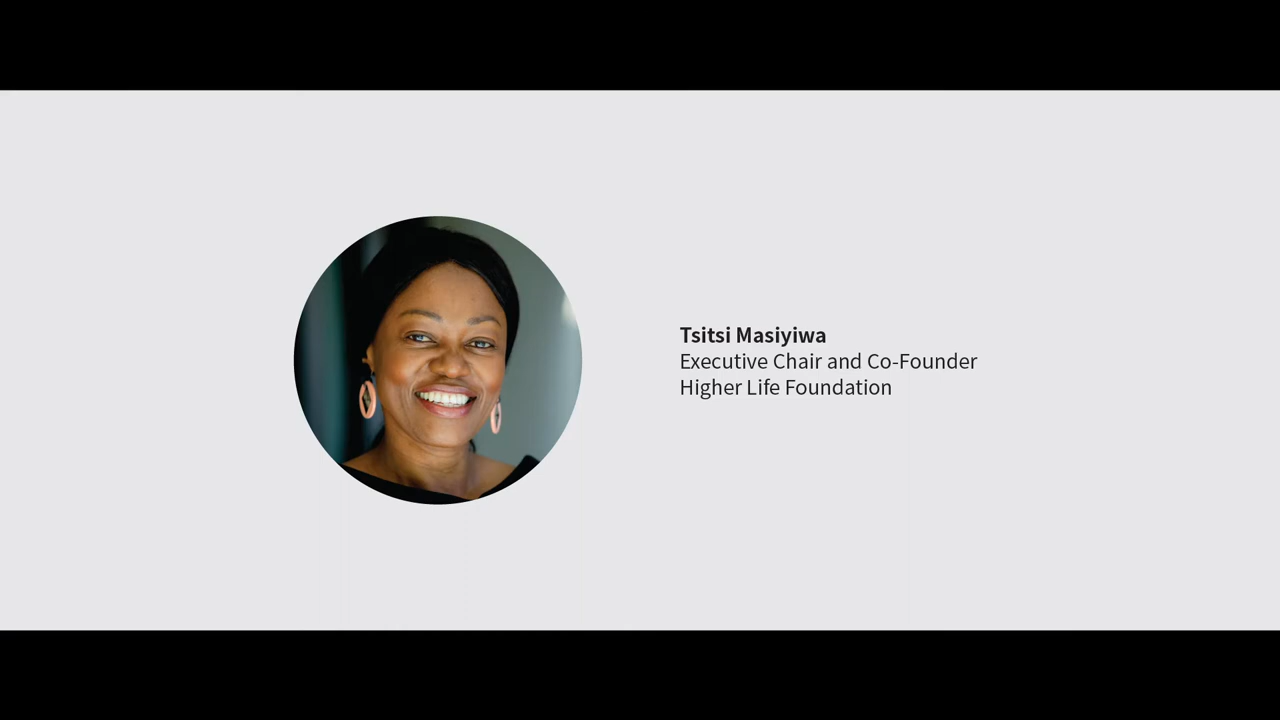 Tsitsi Masiyiwa
Executive Chair and Co-Founder
Higher Life Foundation